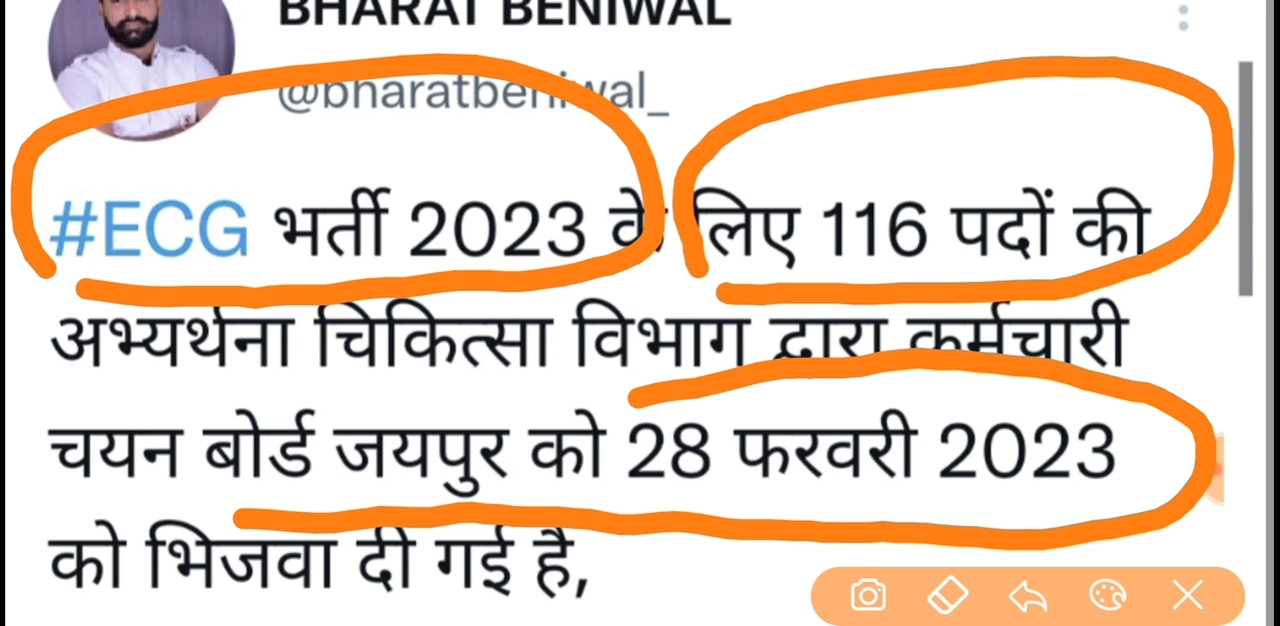 BHARAT BENIWAL
@bharatbeniwal_
#ECG भर्ती 2023 के लिए 116 पदों की
अभ्यर्थना चिकित्सा विभाग द्वारा कर्मचारी
चयन बोर्ड जयपुर को 28 फरवरी 2023
को भिजवा दी गई है,